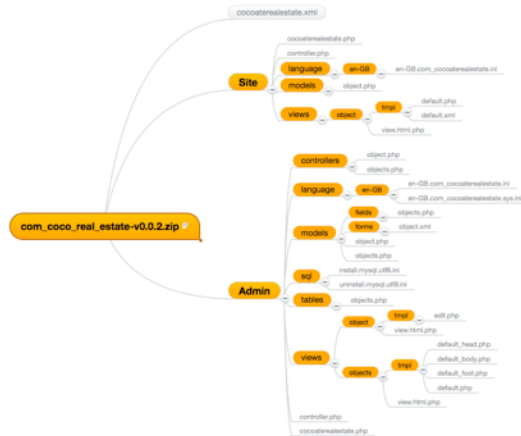 cocoaterealestate.xml
cocoaterealestate.php
controller.php
language
en-GB
en-GB.com_cocoaterealestate.ini
Site
models
object.php
views
object
tmpl
default.php
default.xml
view.html.php
com_coco_real_estate-v0.0.2.zip
controllers
object.php
objects.php
language
en-GB
en-GB.com_cocoaterealestate.ini
en-GB.com_cocoaterealestate.sys.ini
models
fields
objects.php
forms
object.xml
object.php
objects.php
Admin
sql
install.mysql.utf8.ini
uninstall.mysql.utf8.ini
tables
objects.php
views
object
tmpl
edit.php
view.html.php
objects
tmpl
default_head.php
default_body.php
default_foot.php
default.php
view.html.php
controller.php
cocoaterealestate.php